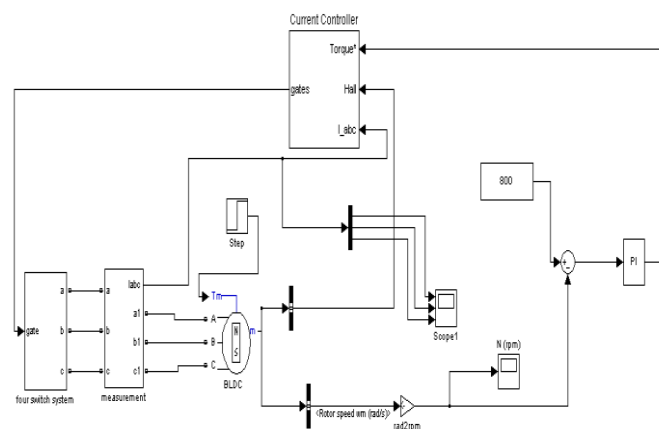 Current Controller
Torque*
gates
Hall
I_abc
800
Step
PI
Iabc
a
a
a1
Tm
A
gate
b
b
b1
B
N
S
m
c
c
c1
C
BLDC
four switch system
measurement
Scope1
N (rpm)
<Rotor speed wm (rad/s)>
rad2rpm